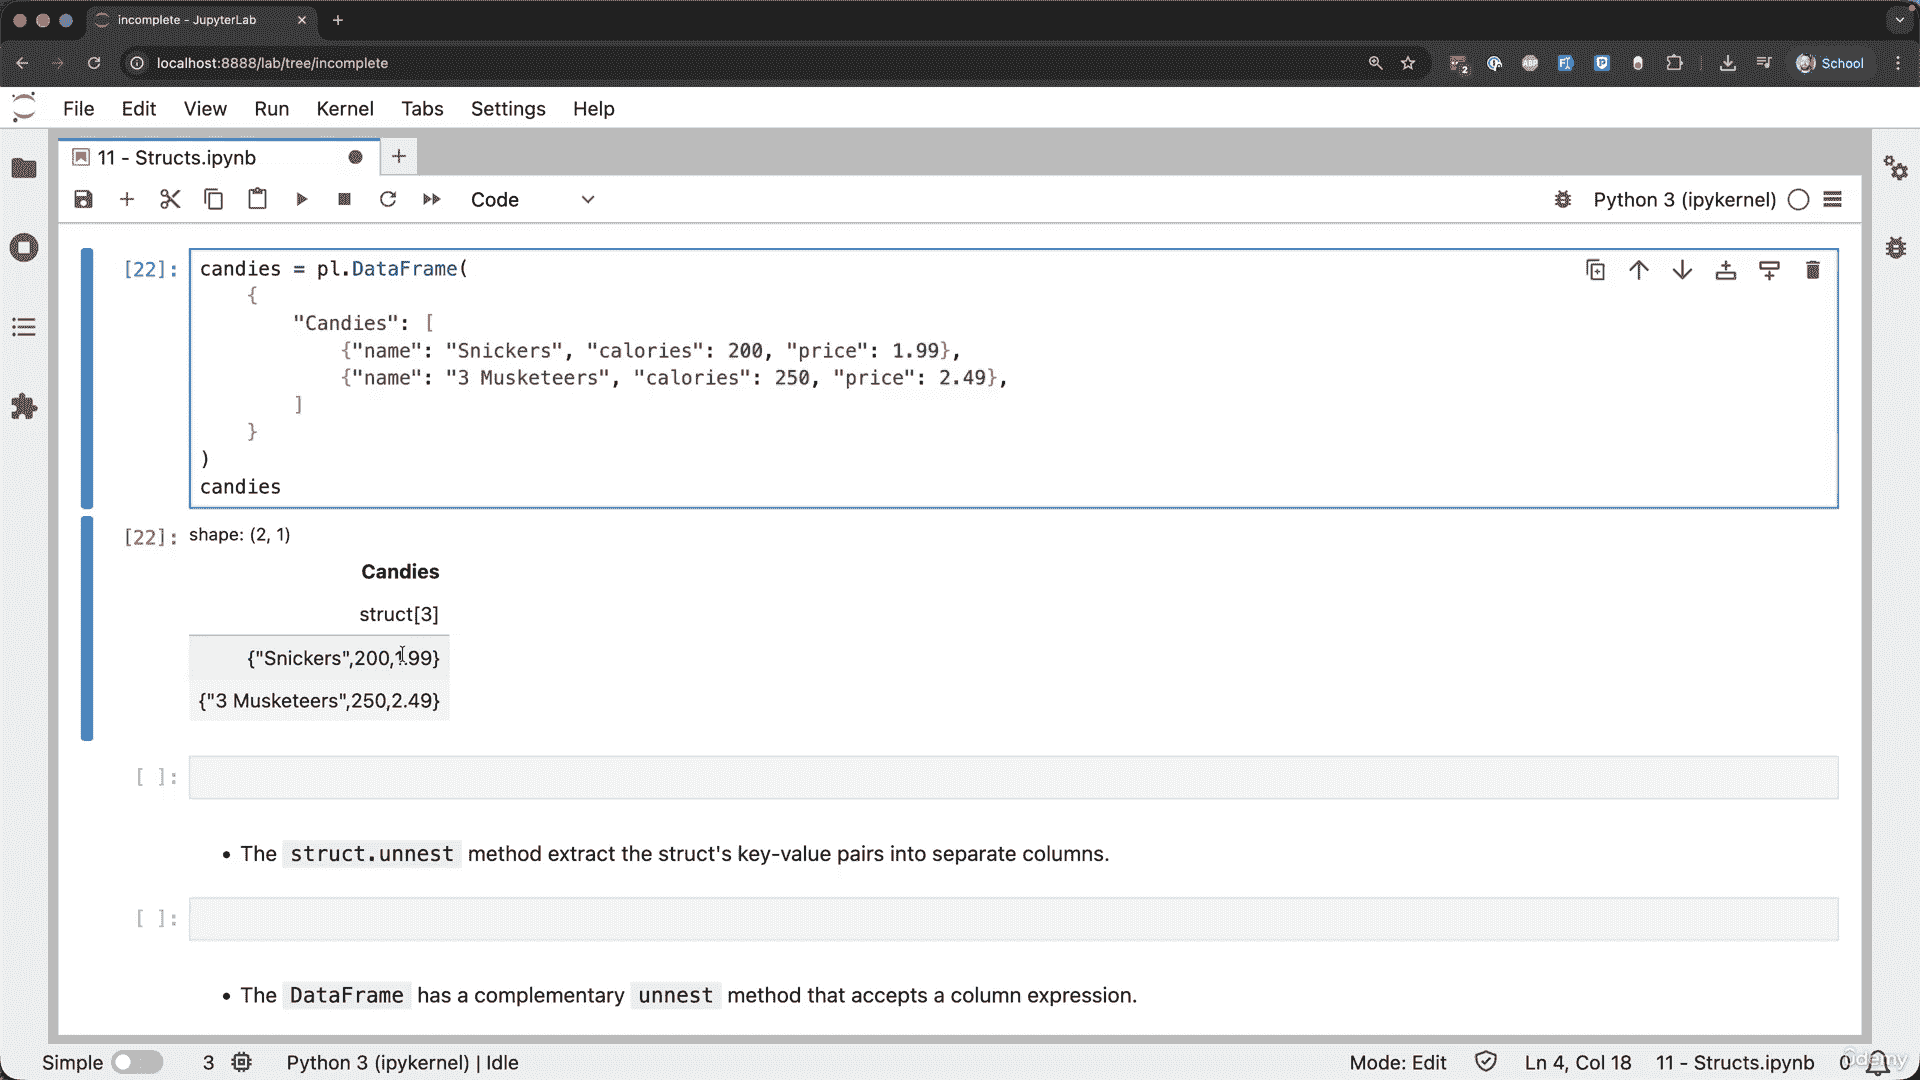 incomplete - JupyterLab
localhost:8888/lab/tree/incomplete
2
School
File Edit View Run Kernel Tabs Settings Help
11 - Structs.ipynb
Code
Python 3 (ipykernel)
[22]: candies = pl.DataFrame(
{
"Candies": [
{"name": "Snickers", "calories": 200, "price": 1.99},
{"name": "3 Musketeers", "calories": 250, "price": 2.49},
]
}
)
candies
[22]: shape: (2, 1)
Candies
struct[3]
{"Snickers",200,1.99}
{"3 Musketeers",250,2.49}
[ ]:
• The struct.unnest method extract the struct's key-value pairs into separate columns.
[ ]:
• The DataFrame has a complementary unnest method that accepts a column expression.
Simple 3 Python 3 (ipykernel) | Idle Mode: Edit Ln 4, Col 18 11 - Structs.ipynb 0
udemy